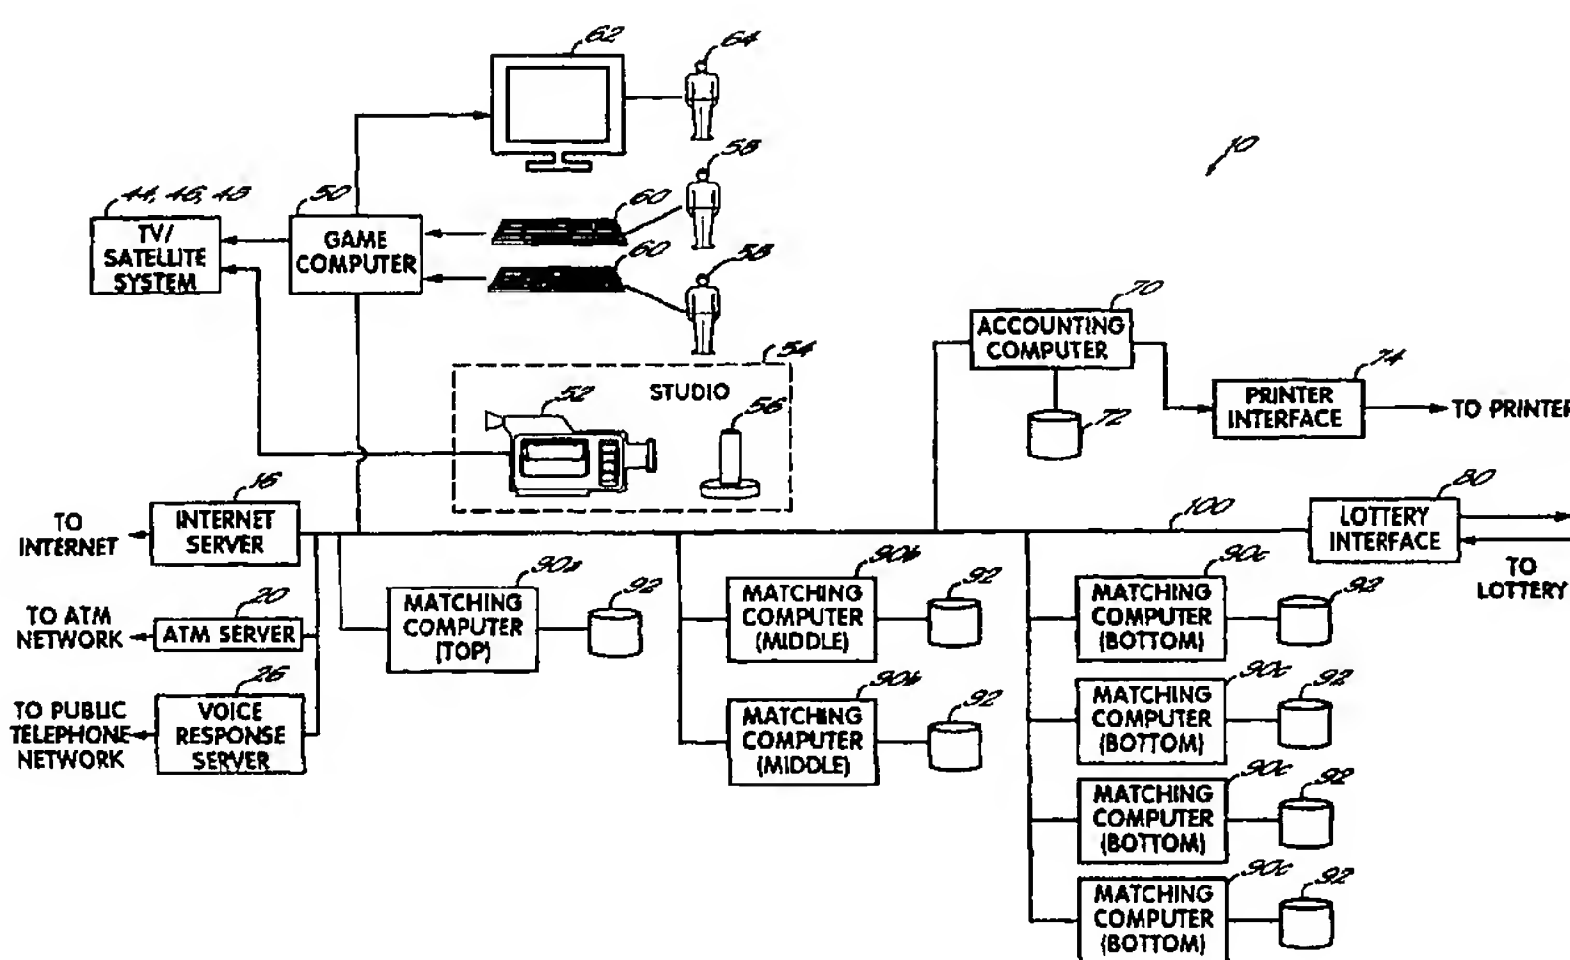 62
64
10
58
44, 46, 48
50
60
TV/
SATELLITE
SYSTEM
GAME
COMPUTER
60
58
70
ACCOUNTING
COMPUTER
54
74
STUDIO
52
56
72
PRINTER
INTERFACE
TO PRINTER
16
80
TO
INTERNET
INTERNET
SERVER
100
LOTTERY
INTERFACE
TO
LOTTERY
90a
92
MATCHING
COMPUTER
(TOP)
90b
92
MATCHING
COMPUTER
(MIDDLE)
90c
92
MATCHING
COMPUTER
(BOTTOM)
20
TO ATM
NETWORK
ATM SERVER
26
TO PUBLIC
TELEPHONE
NETWORK
VOICE
RESPONSE
SERVER
90b
92
MATCHING
COMPUTER
(MIDDLE)
90c
92
MATCHING
COMPUTER
(BOTTOM)
90c
92
MATCHING
COMPUTER
(BOTTOM)
90c
92
MATCHING
COMPUTER
(BOTTOM)